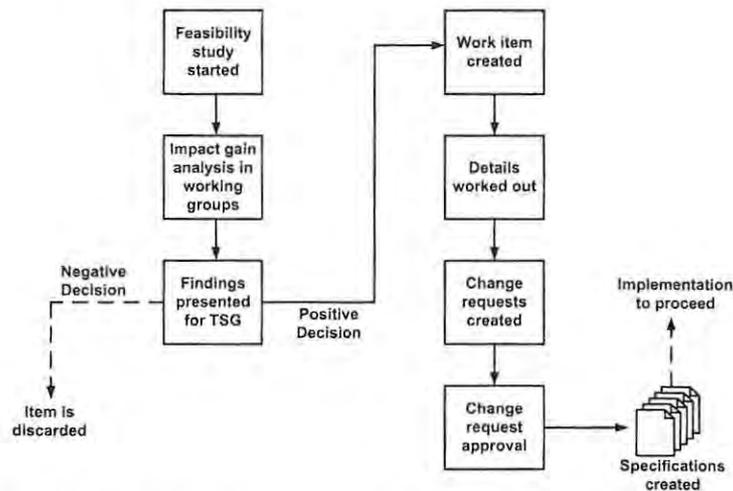 Feasibility
study
started
Impact gain
analysis in
working
groups
Findings
presented
for TSG
Negative
Decision
Item is
discarded
Positive
Decision
Work item
created
Details
worked out
Change
requests
created
Change
request
approval
Implementation
to proceed
Specifications
created